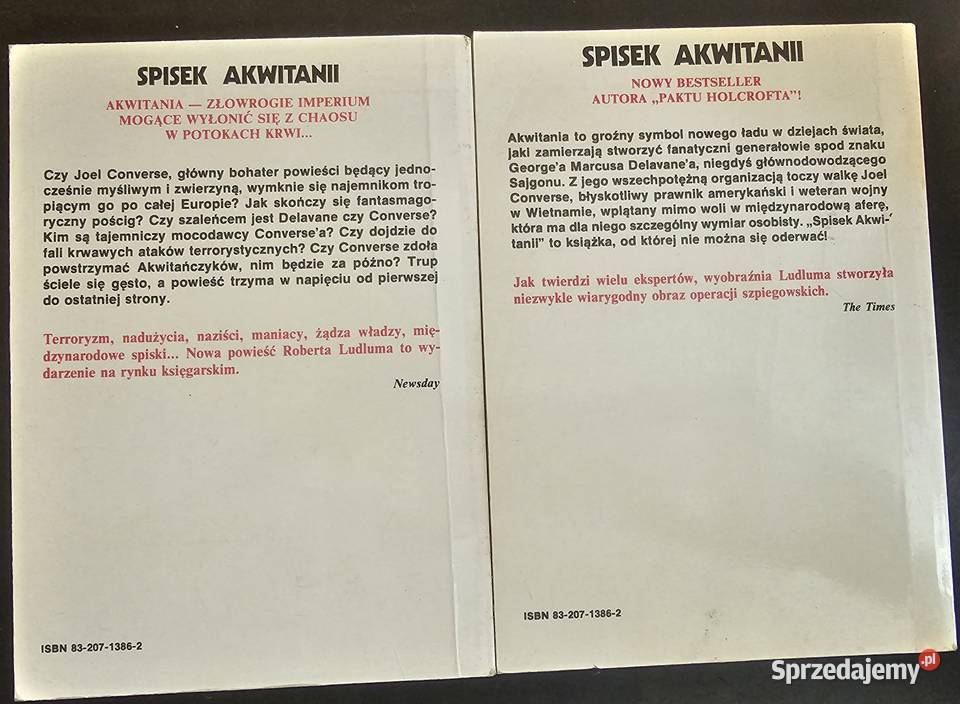 SPISEK AKWITANII
AKWITANIA — ZŁOWROGIE IMPERIUM
MOGĄCE WYŁONIĆ SIĘ Z CHAOSU
W POTOKACH KRWI...
Czy Joel Converse, główny bohater powieści będący jedno-
cześnie myśliwym i zwierzyną, wymknie się najemnikom tro-
piącym go po całej Europie? Jak skończy się fantasmago-
ryczny pościg? Czy szaleńcem jest Delavane czy Converse?
Kim są tajemniczy mocodawcy Converse'a? Czy dojdzie do
fali krwawych ataków terrorystycznych? Czy Converse zdoła
powstrzymać Akwitańczyków, nim będzie za późno? Trup
ściele się gęsto, a powieść trzyma w napięciu od pierwszej
do ostatniej strony.
Terroryzm, nadużycia, naziści, maniacy, żądza władzy, mię-
dzynarodowe spiski... Nowa powieść Roberta Ludluma to wy-
darzenie na rynku księgarskim.
Newsday
ISBN 83-207-1386-2
SPISEK AKWITANII
NOWY BESTSELLER
AUTORA „PAKTU HOLCROFTA"!
Akwitania to groźny symbol nowego ładu w dziejach świata,
jaki zamierzają stworzyć fanatyczni generałowie spod znaku
George'a Marcusa Delavane'a, niegdyś głównodowodzącego
Sajgonu. Z jego wszechpotężną organizacją toczy walkę Joel
Converse, błyskotliwy prawnik amerykański i weteran wojny
w Wietnamie, wplątany mimo woli w międzynarodową aferę,
która ma dla niego szczególny wymiar osobisty. „Spisek Akwi-
tanii" to książka, od której nie można się oderwać!
Jak twierdzi wielu ekspertów, wyobraźnia Ludluma stworzyła
niezwykle wiarygodny obraz operacji szpiegowskich.
The Times
ISBN 83-207-1386-2
Sprzedajemy.pl